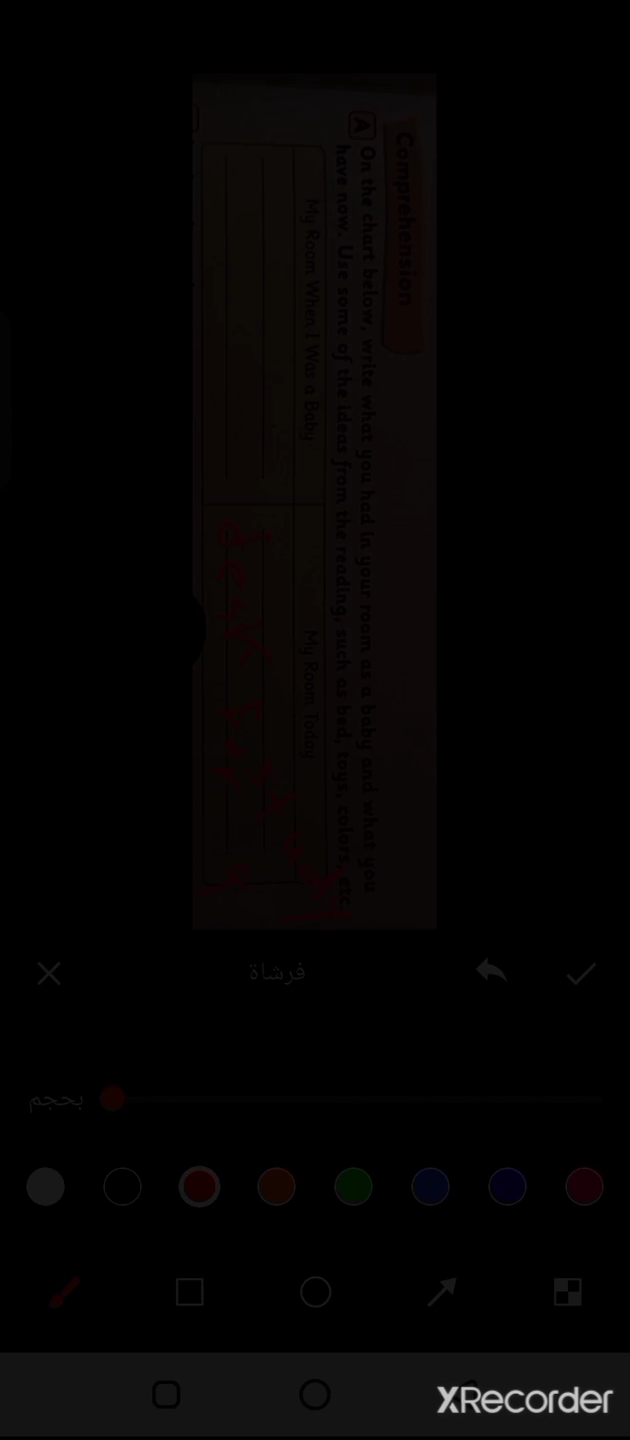 Comprehension
A On the chart below, write what you had in your room as a baby and what you
have now. Use some of the ideas from the reading, such as bed, toys, colors, etc.
My Room When I Was a Baby
My Room Today
desk
فرشاة
بحجم
XRecorder